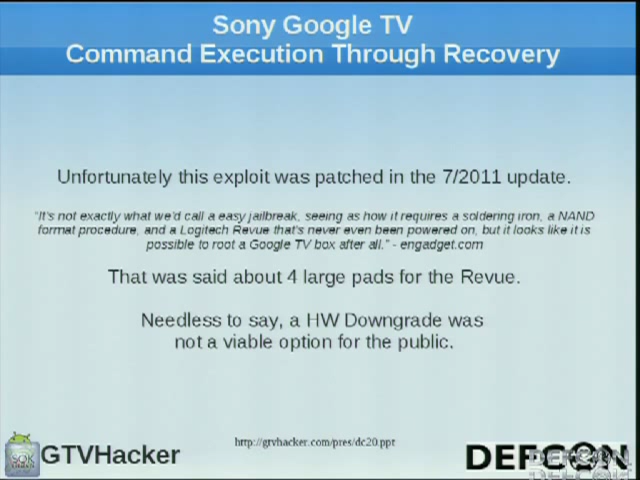 Sony Google TV
Command Execution Through Recovery
Unfortunately this exploit was patched in the 7/2011 update.
"It's not exactly what we'd call a easy jailbreak, seeing as how it requires a soldering iron, a NAND
format procedure, and a Logitech Revue that's never even been powered on, but it looks like it is
possible to root a Google TV box after all." - engadget.com
That was said about 4 large pads for the Revue.
Needless to say, a HW Downgrade was
not a viable option for the public.
http://gtvhacker.com/pres/dc20.ppt
GTVHacker
DEFCON
DEFCON